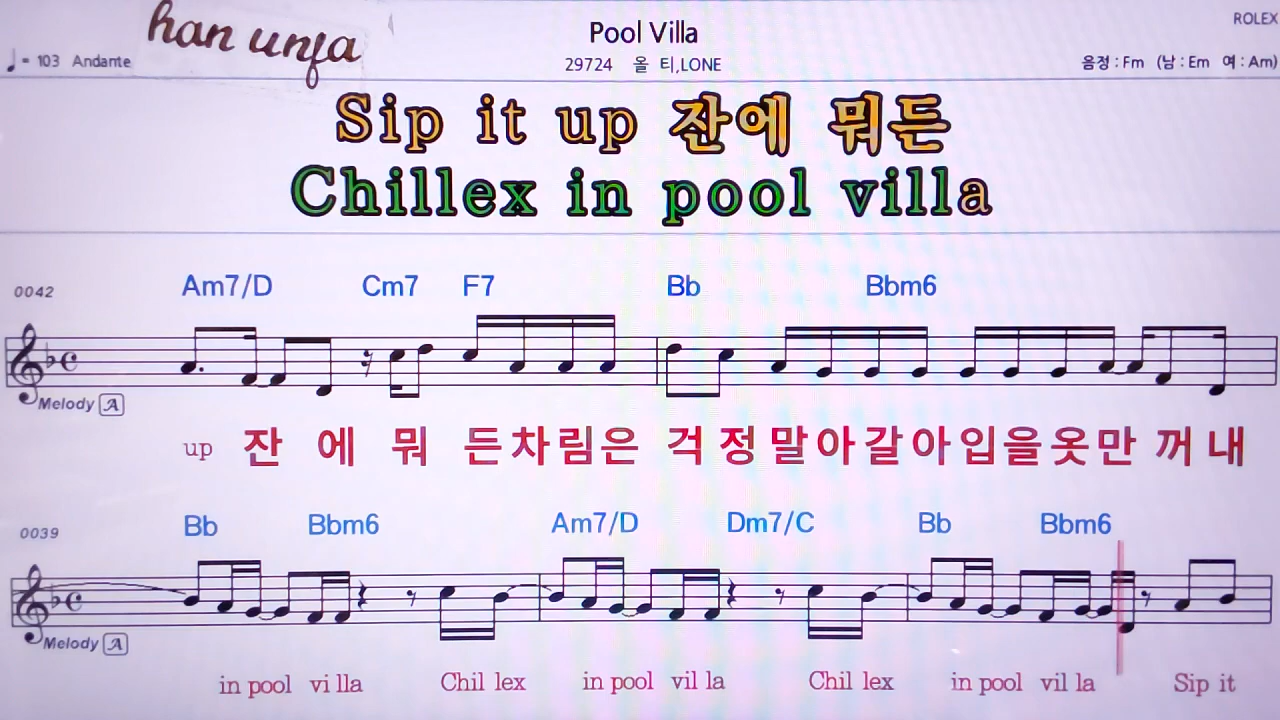 han unfa
Pool Villa
ROLEX
= 103 Andante
29724 올 티,LONE
음정 : Fm (남 : Em 여 : Am)
Sip it up 잔에 뭐든
Chillex in pool villa
0042
Am7/D Cm7 F7 Bb Bbm6
Melody A
up 잔 에 뭐 든 차 림 은 걱 정 말 아 갈 아 입 을 옷 만 꺼 내
0039
Bb Bbm6 Am7/D Dm7/C Bb Bbm6
Melody A
in pool vi lla Chil lex in pool vil la Chil lex in pool vil la Sip it